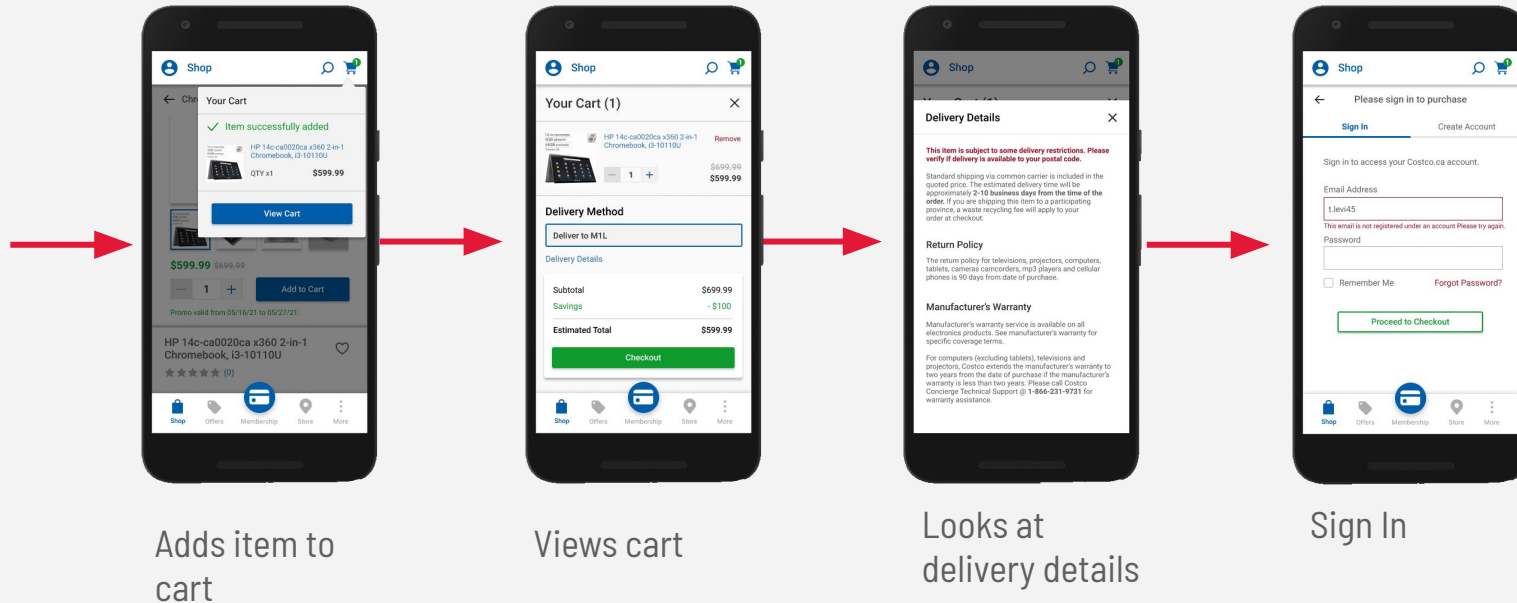 Shop
1
Chr
Your Cart
Item successfully added
HP 14c-ca0020ca x360 2-in-1
Chromebook, i3-10110U
QTY x1 $599.99
View Cart
$599.99 $699.99
1
Add to Cart
Promo valid from 05/16/21 to 05/27/21.
HP 14c-ca0020ca x360 2-in-1
Chromebook, i3-10110U
(0)
Shop Offers Membership Store More
Adds item to
cart
Shop
1
Your Cart (1)
HP 14c-ca0020ca x360 2-in-1
Chromebook, i3-10110U
Remove
1
$699.99
$599.99
Delivery Method
Deliver to M1L
Delivery Details
Subtotal $699.99
Savings - $100
Estimated Total $599.99
Checkout
Shop Offers Membership Store More
Views cart
Shop
1
Delivery Details
This item is subject to some delivery restrictions. Please
verify if delivery is available to your postal code.
Standard shipping via common carrier is included in the
quoted price. The estimated delivery time will be
approximately 2-10 business days from the time of the
order. If you are shipping this item to a participating
province, a waste recycling fee will apply to your
order at checkout.
Return Policy
The return policy for televisions, projectors, computers,
tablets, cameras camcorders, mp3 players and cellular
phones is 90 days from date of purchase.
Manufacturer's Warranty
Manufacturer's warranty service is available on all
electronics products. See manufacturer's warranty for
specific coverage terms.
For computers (excluding tablets), televisions and
projectors, Costco extends the manufacturer's warranty to
two years from the date of purchase if the manufacturer's
warranty is less than two years. Please call Costco
Concierge Technical Support @ 1-866-231-9731 for
warranty assistance.
Looks at
delivery details
Shop
1
Please sign in to purchase
Sign In Create Account
Sign in to access your Costco.ca account.
Email Address
t.levi45
This email is not registered under an account Please try again.
Password
Remember Me Forgot Password?
Proceed to Checkout
Shop Offers Membership Store More
Sign In